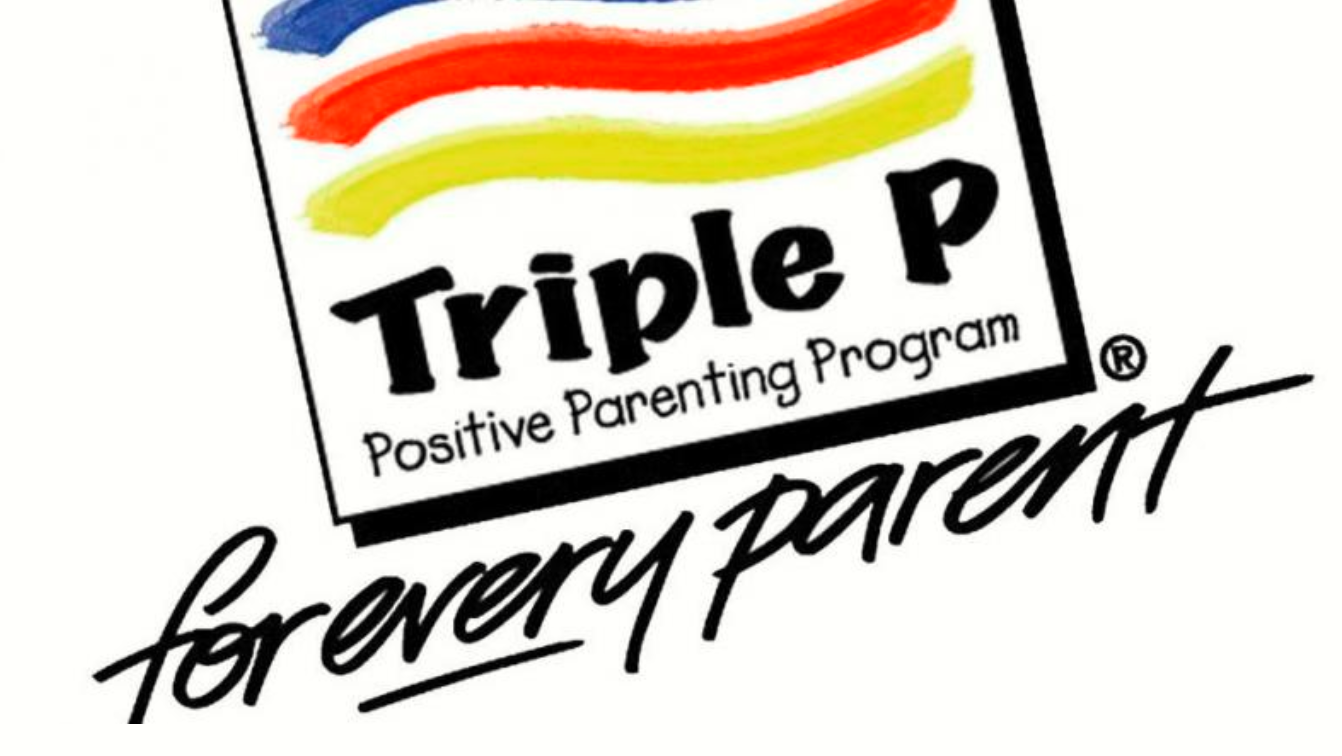 Triple P
Positive Parenting Program
®
for every parent